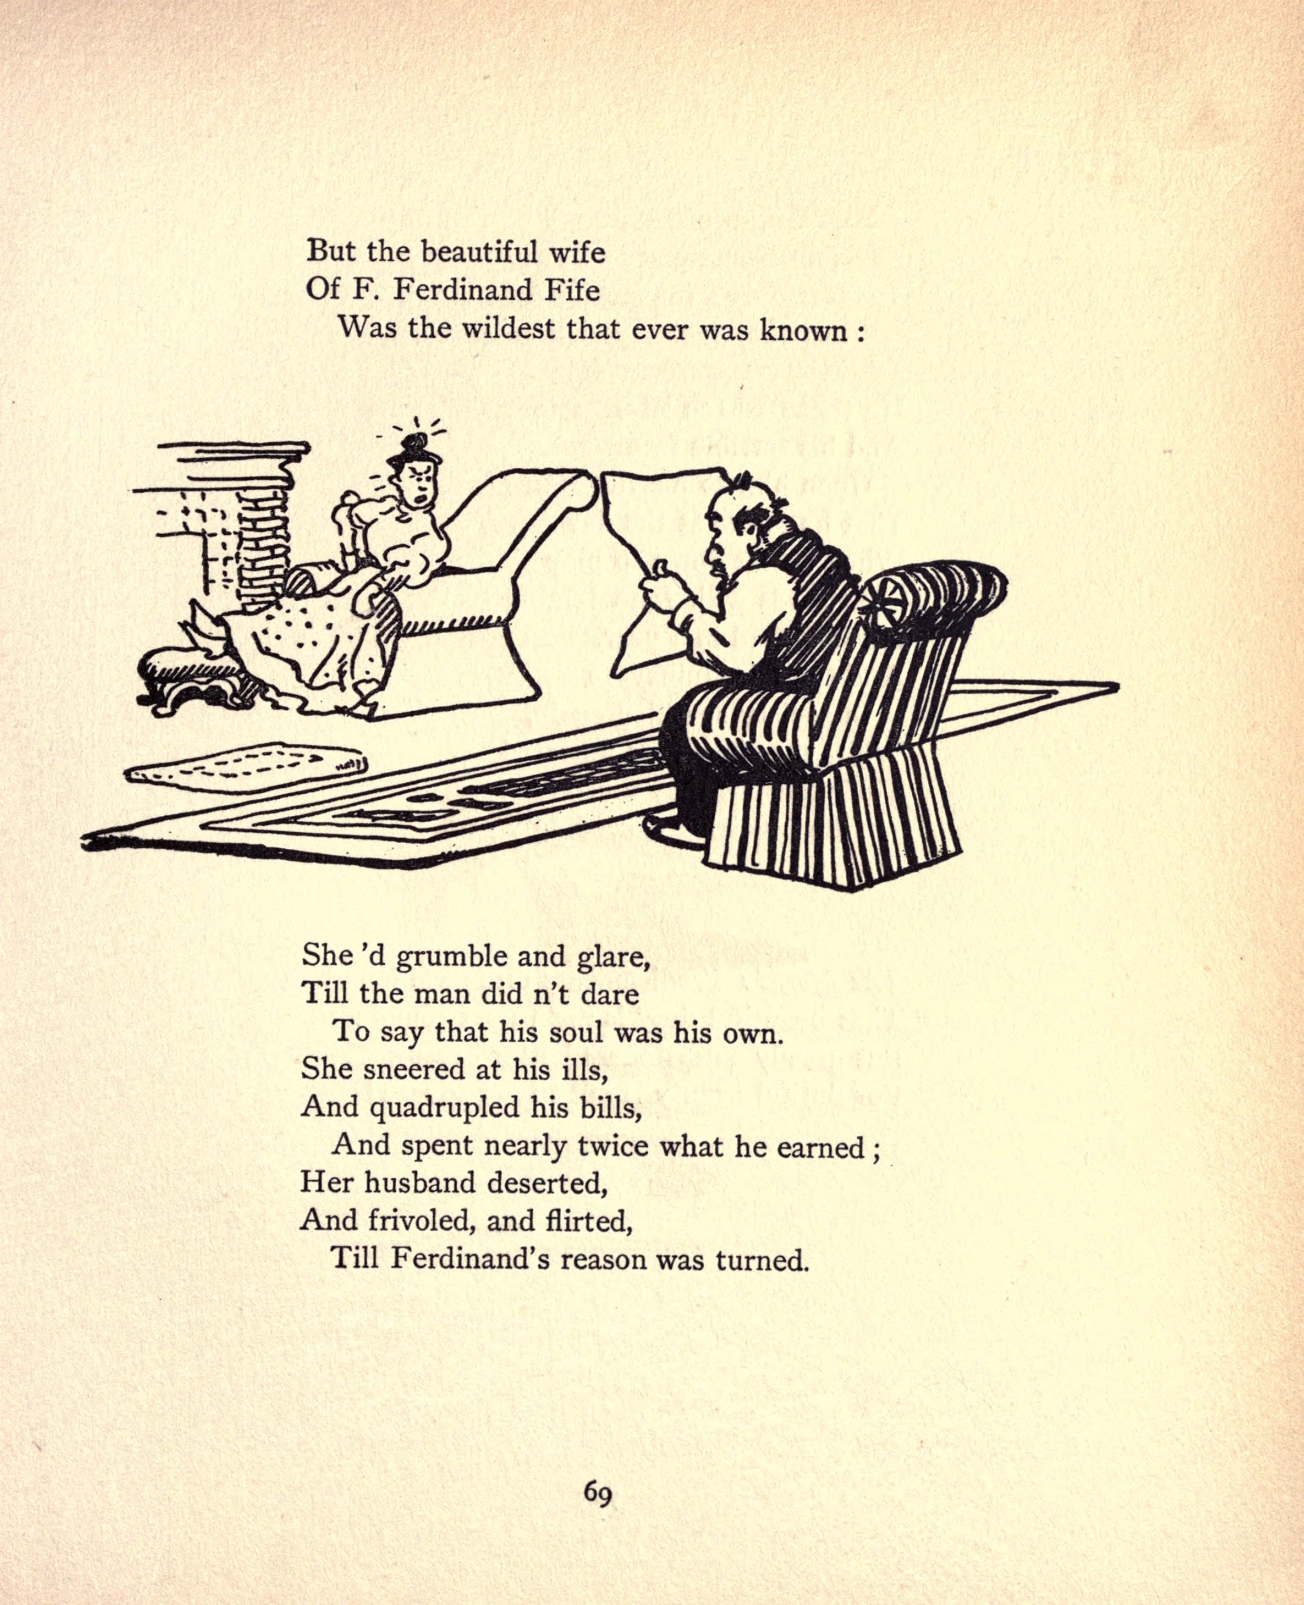 But the beautiful wife
Of F. Ferdinand Fife
Was the wildest that ever was known :
She 'd grumble and glare,
Till the man did n't dare
To say that his soul was his own.
She sneered at his ills,
And quadrupled his bills,
And spent nearly twice what he earned ;
Her husband deserted,
And frivoled, and flirted,
Till Ferdinand's reason was turned.
69